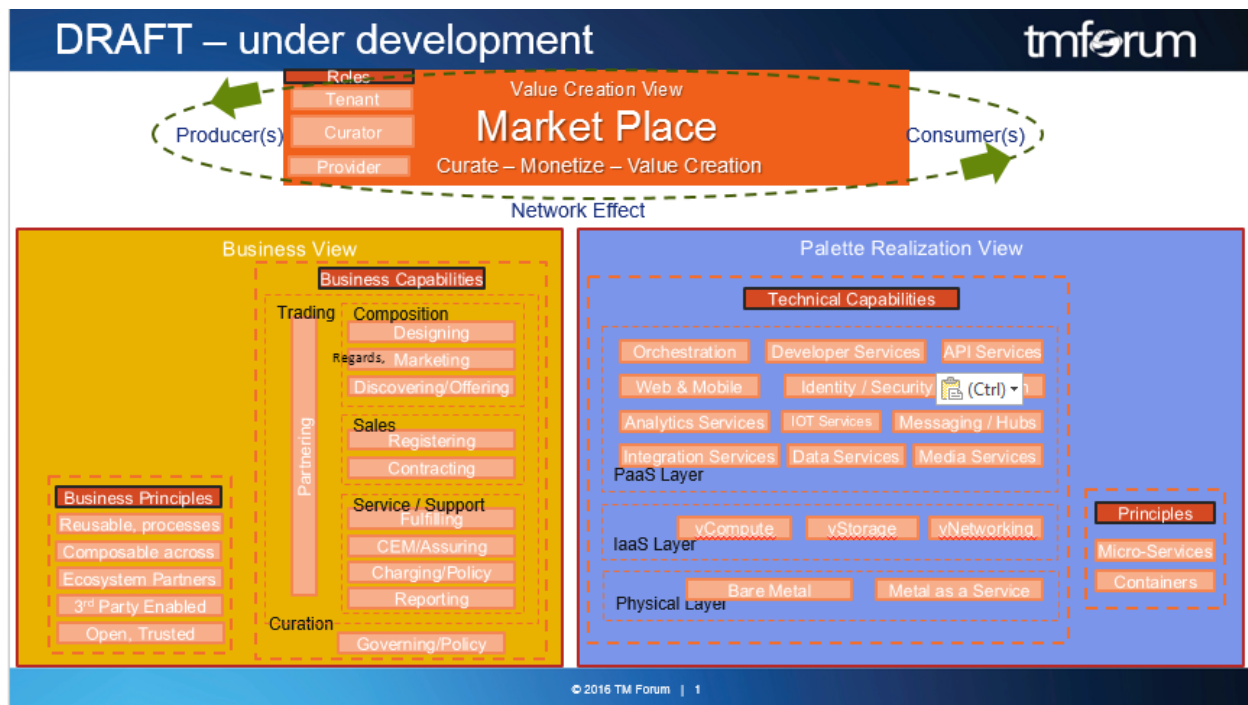 DRAFT – under development
tmforum
Roles
Tenant
Curator
Provider
Value Creation View
Market Place
Curate – Monetize – Value Creation
Producer(s)
Consumer(s)
Network Effect
Business View
Business Capabilities
Trading
Partnering
Composition
Designing
Regards,
Marketing
Discovering/Offering
Sales
Registering
Contracting
Service / Support
Fulfilling
CEM/Assuring
Charging/Policy
Reporting
Curation
Governing/Policy
Business Principles
Reusable, processes
Composable across
Ecosystem Partners
3rd Party Enabled
Open, Trusted
Palette Realization View
Technical Capabilities
Orchestration
Developer Services
API Services
Web & Mobile
Identity / Security
(Ctrl)
Analytics Services
IOT Services
Messaging / Hubs
Integration Services
Data Services
Media Services
PaaS Layer
vCompute
vStorage
vNetworking
IaaS Layer
Bare Metal
Metal as a Service
Physical Layer
Principles
Micro-Services
Containers
© 2016 TM Forum | 1